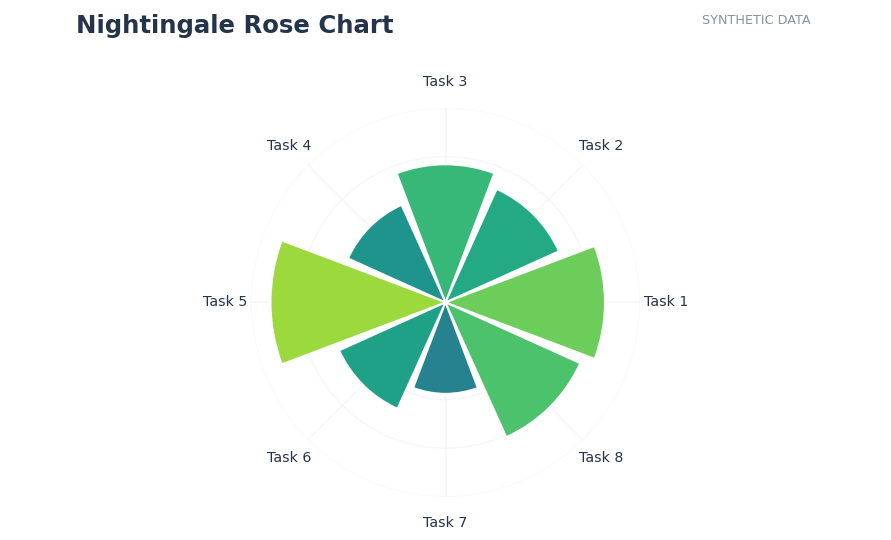 Nightingale Rose Chart
SYNTHETIC DATA
Task 3
Task 4
Task 2
Task 5
Task 1
Task 6
Task 8
Task 7